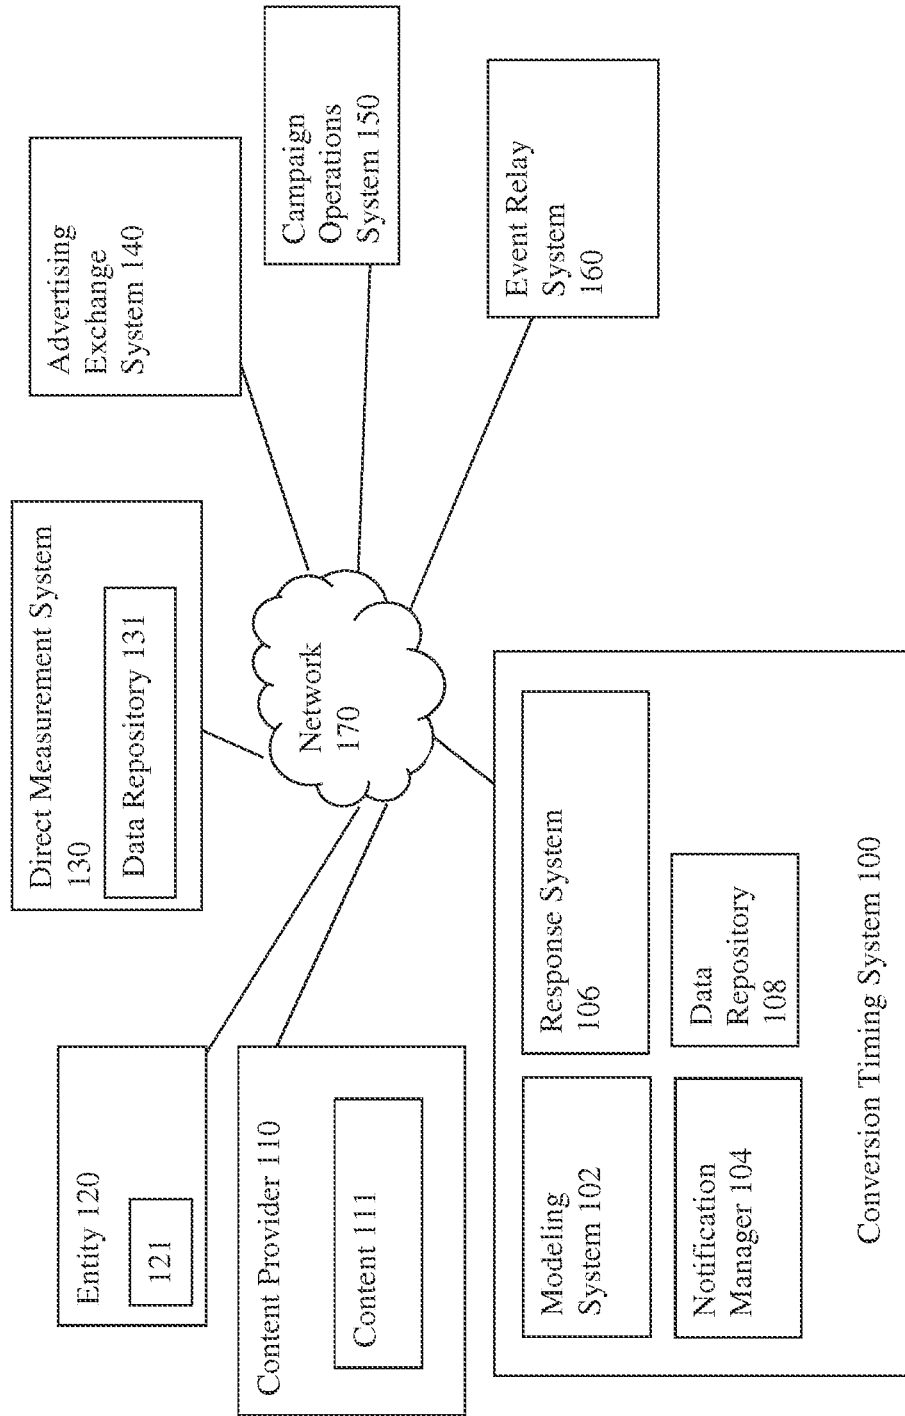 Entity 120
121
Content Provider 110
Content 111
Direct Measurement System
130
Data Repository 131
Advertising
Exchange
System 140
Campaign
Operations
System 150
Event Relay
System
160
Network
170
Modeling
System 102
Response System
106
Notification
Manager 104
Data
Repository
108
Conversion Timing System 100